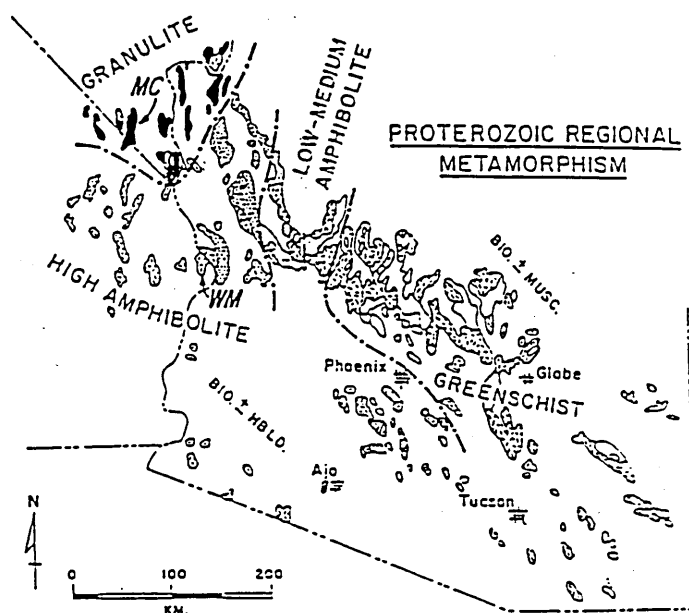 GRANULITE
MC
LOW-MEDIUM
AMPHIBOLITE
PROTEROZOIC REGIONAL
METAMORPHISM
HIGH AMPHIBOLITE
WM
BIO. ± MUSC.
Phoenix
Globe
GREENSCHIST
BIO. ± HBLD.
Ajo
Tucson
N
0 100 200
KM.